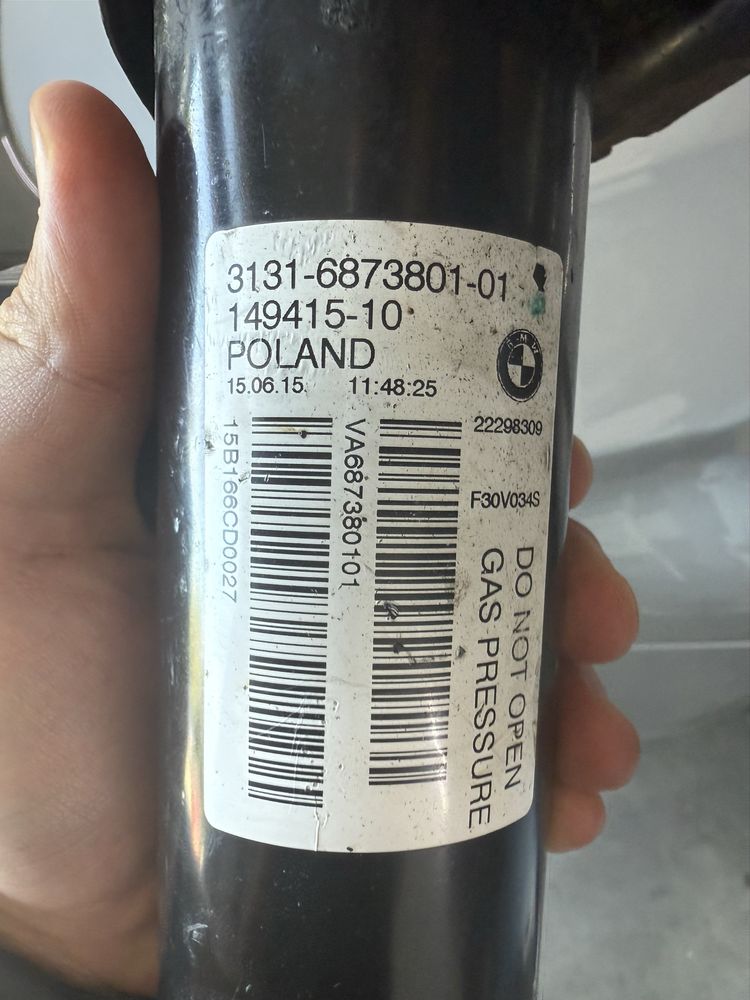 3131-6873801-01
149415-10
POLAND
15.06.15 11:48:25
22298309
F30V034S
15B166CD0027
VA687380101
DO NOT OPEN
GAS PRESSURE